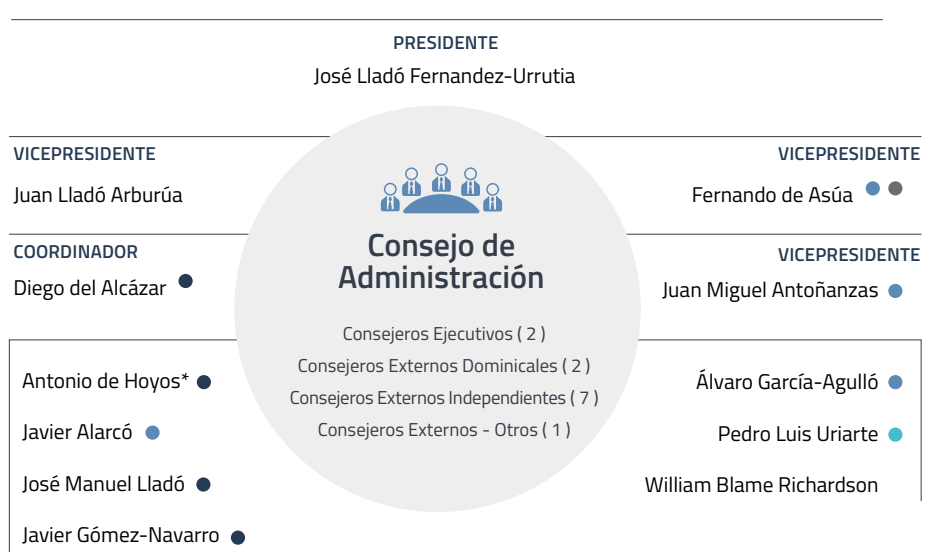 PRESIDENTE
José Lladó Fernandez-Urrutia
VICEPRESIDENTE
Juan Lladó Arburúa
VICEPRESIDENTE
Fernando de Asúa
COORDINADOR
Diego del Alcázar
VICEPRESIDENTE
Juan Miguel Antoñanzas
Consejo de
Administración
Consejeros Ejecutivos ( 2 )
Consejeros Externos Dominicales ( 2 )
Consejeros Externos Independientes ( 7 )
Consejeros Externos - Otros ( 1 )
Antonio de Hoyos*
Javier Alarcó
José Manuel Lladó
Javier Gómez-Navarro
Álvaro García-Agulló
Pedro Luis Uriarte
William Blame Richardson